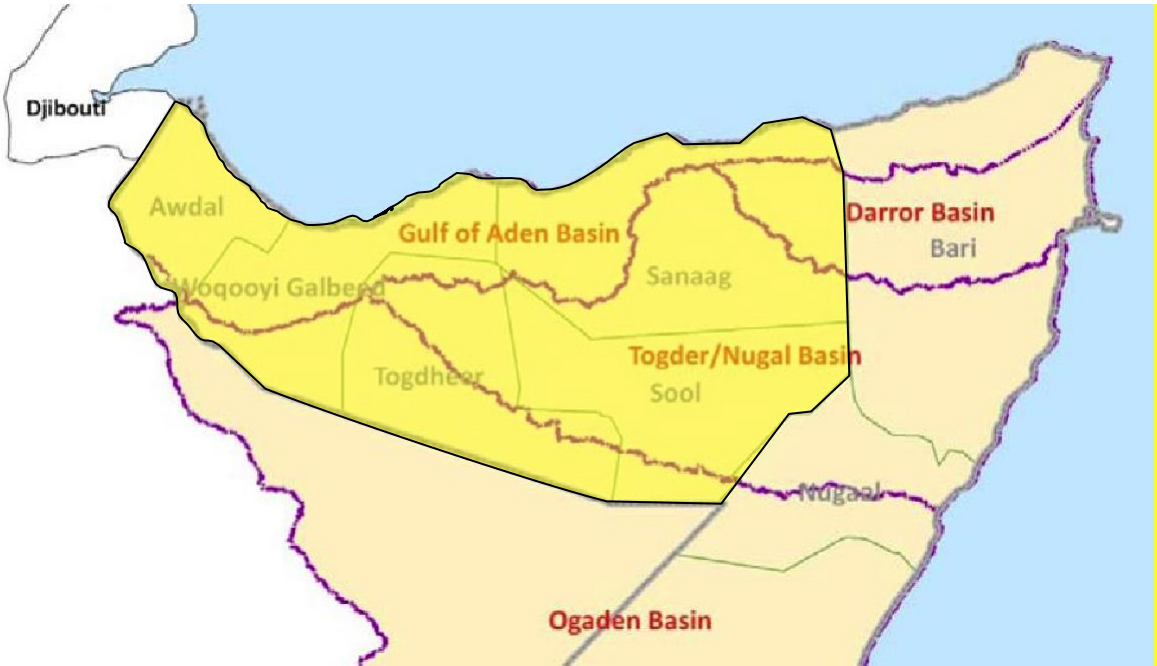 Djibouti
Awdal
Darror Basin
Gulf of Aden Basin
Bari
Woqooyi Galbeed
Sanaag
Togder/Nugal Basin
Togdheer
Sool
Nugaal
Ogaden Basin